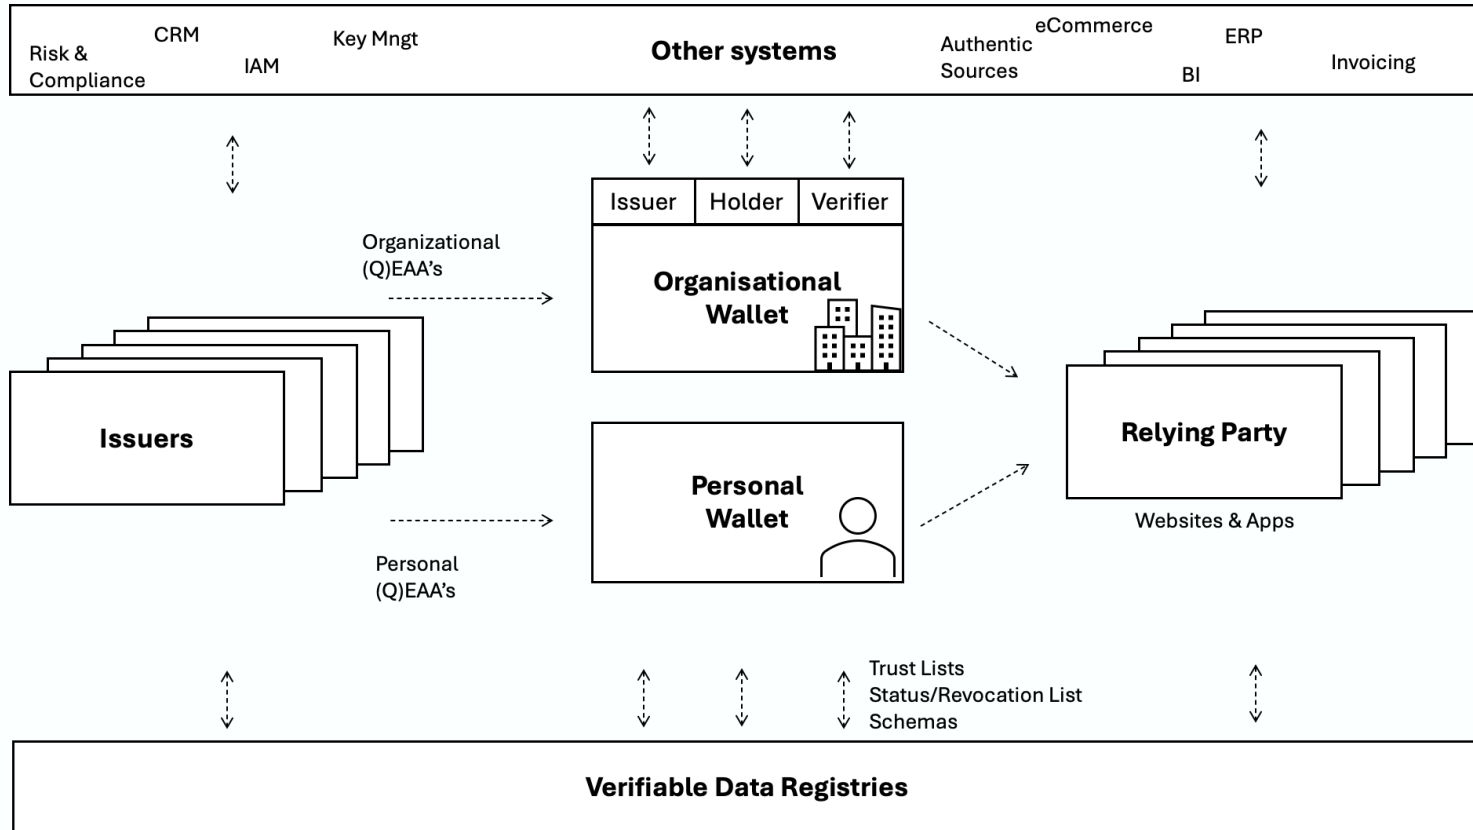 CRM
Key Mngt
Risk &
Compliance
IAM
Other systems
Authentic
Sources
eCommerce
ERP
BI
Invoicing
Issuer
Holder
Verifier
Organizational
(Q)EAA’s
Organisational
Wallet
Issuers
Relying Party
Personal
Wallet
Websites & Apps
Personal
(Q)EAA’s
Trust Lists
Status/Revocation List
Schemas
Verifiable Data Registries